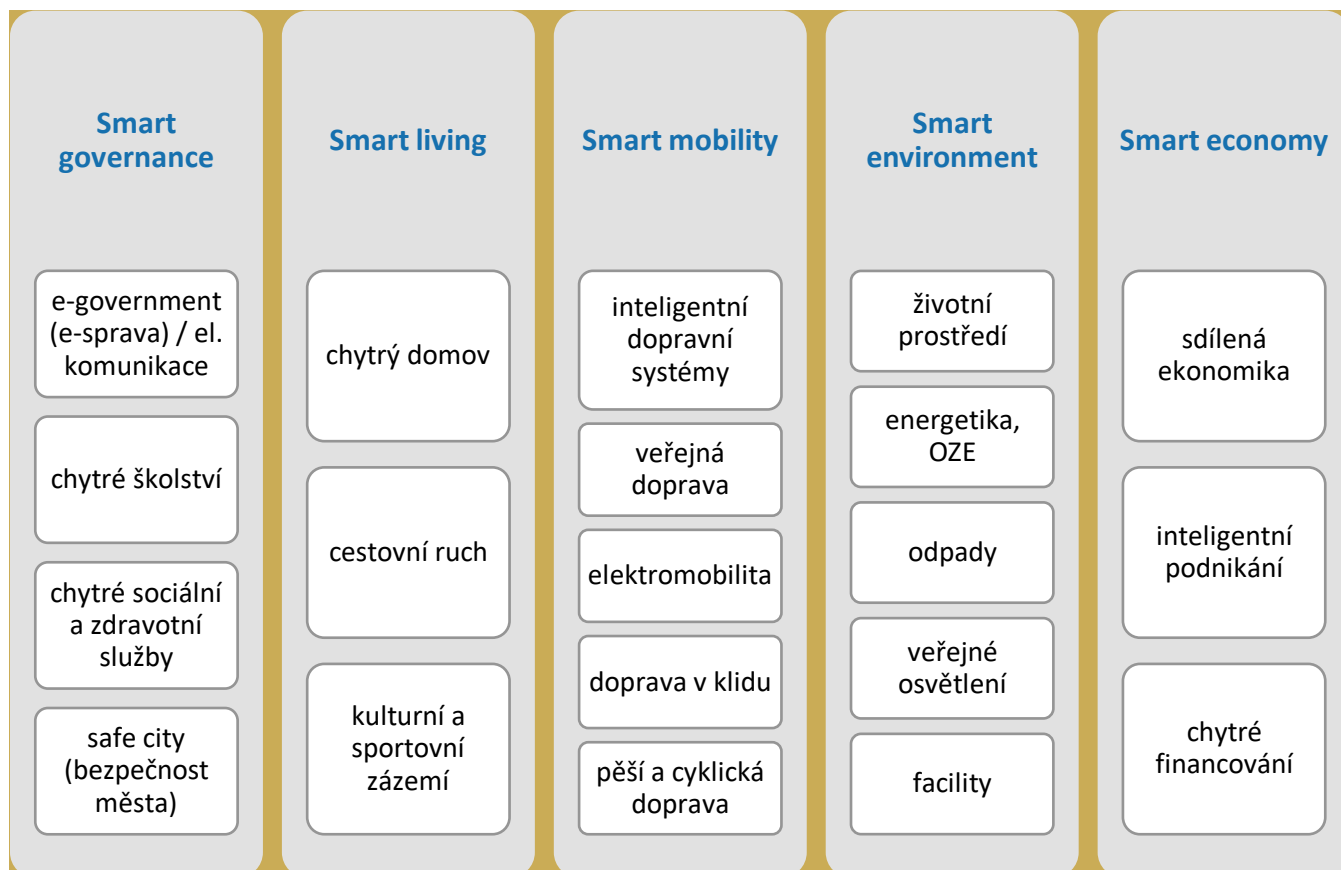 Smart
governance
e-government
(e-sprava) / el.
komunikace
chytré školství
chytré sociální
a zdravotní
služby
safe city
(bezpečnost
města)
Smart living
chytrý domov
cestovní ruch
kulturní a
sportovní
zázemí
Smart mobility
inteligentní
dopravní
systémy
veřejná
doprava
elektromobilita
doprava v klidu
pěší a cyklická
doprava
Smart
environment
životní
prostředí
energetika,
OZE
odpady
veřejné
osvětlení
facility
Smart economy
sdílená
ekonomika
inteligentní
podnikání
chytré
financování